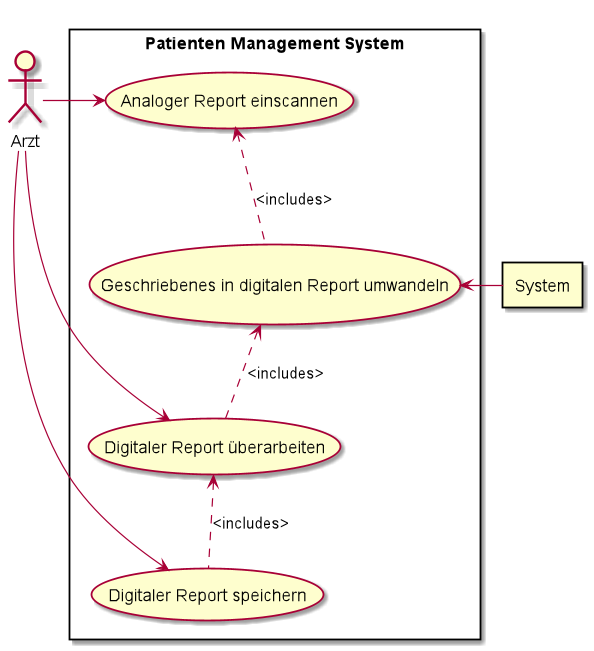 Patienten Management System
Analoger Report einscannen
Arzt
<includes>
Geschriebenes in digitalen Report umwandeln
System
<includes>
Digitaler Report überarbeiten
<includes>
Digitaler Report speichern